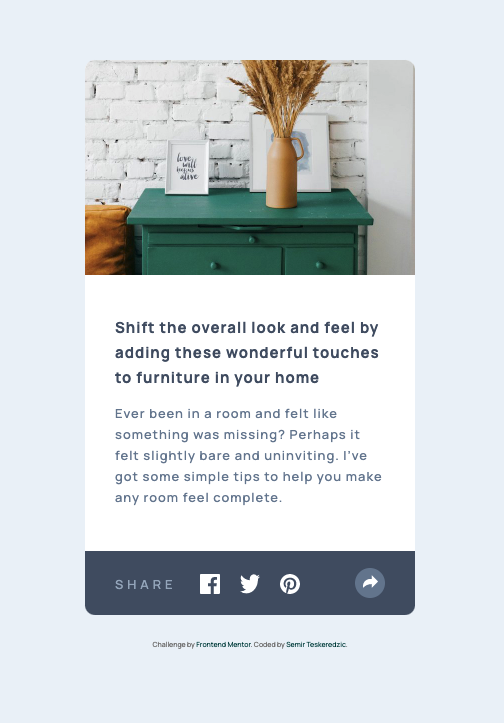 love
will
keep us
alive
Shift the overall look and feel by
adding these wonderful touches
to furniture in your home
Ever been in a room and felt like
something was missing? Perhaps it
felt slightly bare and uninviting. I've
got some simple tips to help you make
any room feel complete.
SHARE
Challenge by Frontend Mentor. Coded by Semir Teskeredzic.